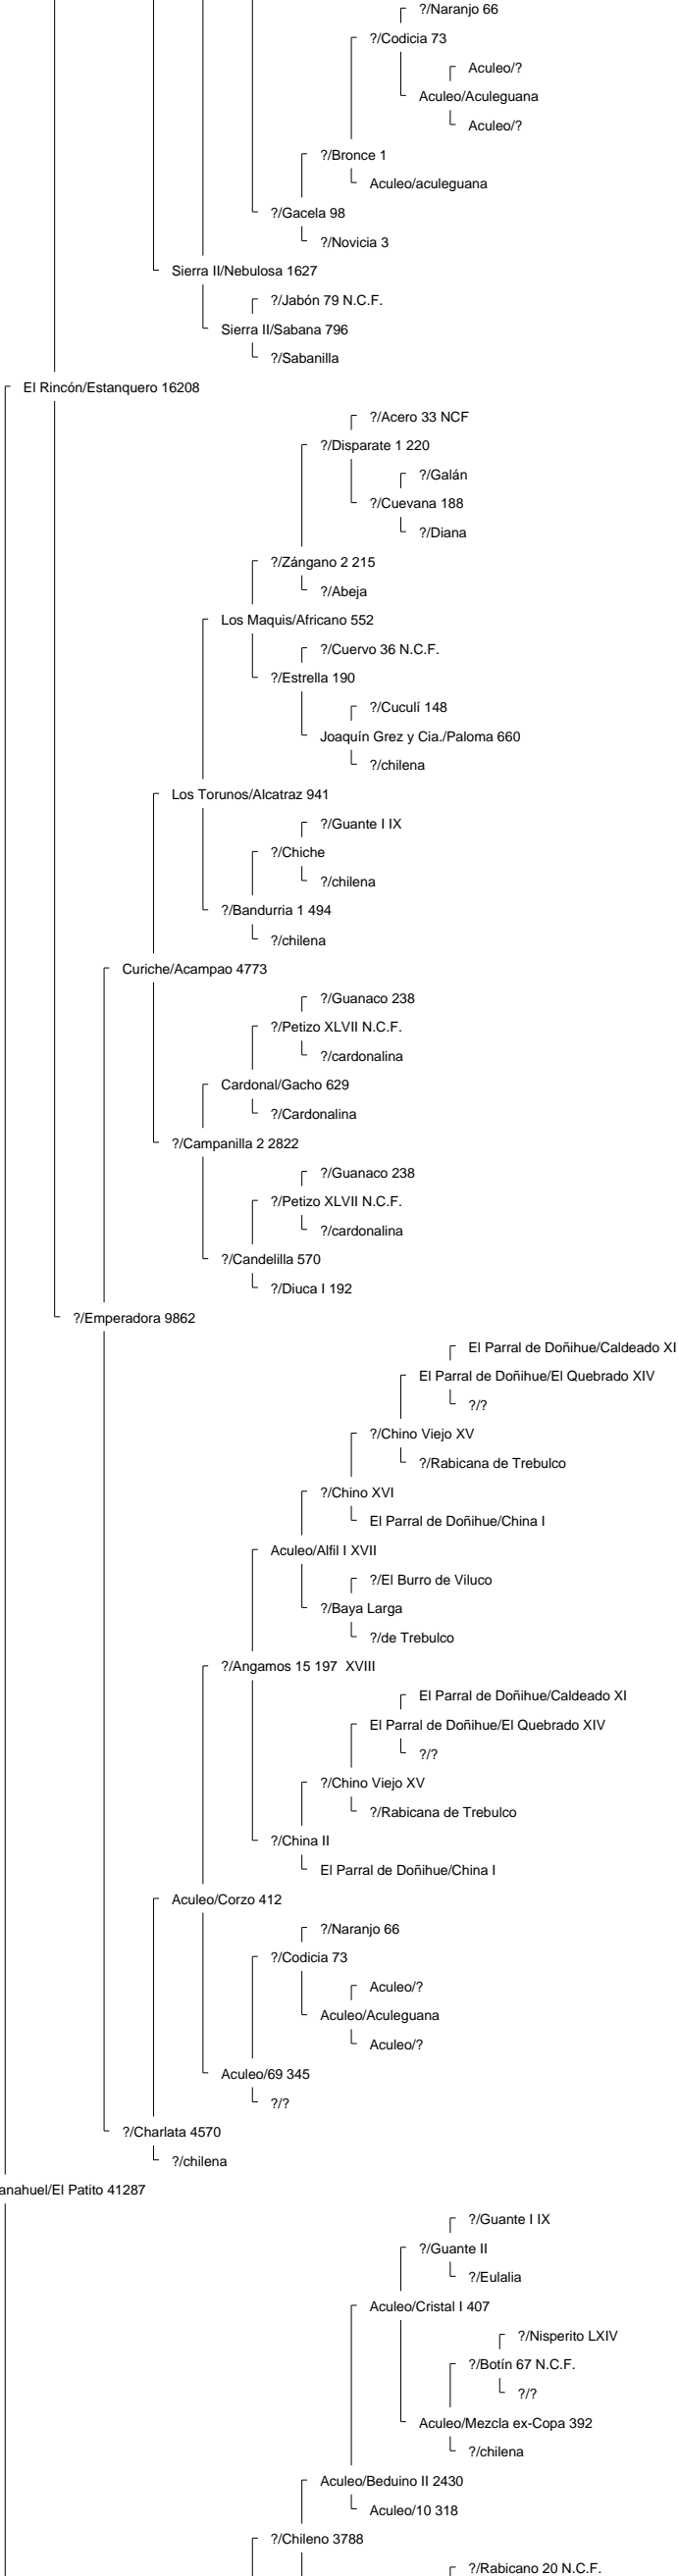 ?/Naranjo 66
?/Codicia 73
Aculeo/?
Aculeo/Aculeguana
Aculeo/?
?/Bronce 1
Aculeo/aculeguana
?/Gacela 98
?/Novicia 3
Sierra II/Nebulosa 1627
?/Jabón 79 N.C.F.
Sierra II/Sabana 796
?/Sabanilla
El Rincón/Estanquero 16208
?/Acero 33 NCF
?/Disparate 1 220
?/Galán
?/Cuevana 188
?/Diana
?/Zángano 2 215
?/Abeja
Los Maquis/Africano 552
?/Cuervo 36 N.C.F.
?/Estrella 190
?/Cuculí 148
Joaquín Grez y Cia./Paloma 660
?/chilena
Los Torunos/Alcatraz 941
?/Guante I IX
?/Chiche
?/chilena
?/Bandurria 1 494
?/chilena
Curiche/Acampao 4773
?/Guanaco 238
?/Petizo XLVII N.C.F.
?/cardonalina
Cardonal/Gacho 629
?/Cardonalina
?/Campanilla 2 2822
?/Guanaco 238
?/Petizo XLVII N.C.F.
?/cardonalina
?/Candelilla 570
?/Diuca I 192
?/Emperadora 9862
El Parral de Doñihue/Caldeado XI
El Parral de Doñihue/El Quebrado XIV
?/?
?/Chino Viejo XV
?/Rabicana de Trebulco
?/Chino XVI
El Parral de Doñihue/China I
Aculeo/Alfil I XVII
?/El Burro de Viluco
?/Baya Larga
?/de Trebulco
?/Angamos 15 197 XVIII
El Parral de Doñihue/Caldeado XI
El Parral de Doñihue/El Quebrado XIV
?/?
?/Chino Viejo XV
?/Rabicana de Trebulco
?/China II
El Parral de Doñihue/China I
Aculeo/Corzo 412
?/Naranjo 66
?/Codicia 73
Aculeo/?
Aculeo/Aculeguana
Aculeo/?
Aculeo/69 345
?/?
?/Charlata 4570
?/chilena
anahuel/El Patito 41287
?/Guante I IX
?/Guante II
?/Eulalia
Aculeo/Cristal I 407
?/Nisperito LXIV
?/Botín 67 N.C.F.
?/?
Aculeo/Mezcla ex-Copa 392
?/chilena
Aculeo/Beduino II 2430
Aculeo/10 318
?/Chileno 3788
?/Rabicano 20 N.C.F.